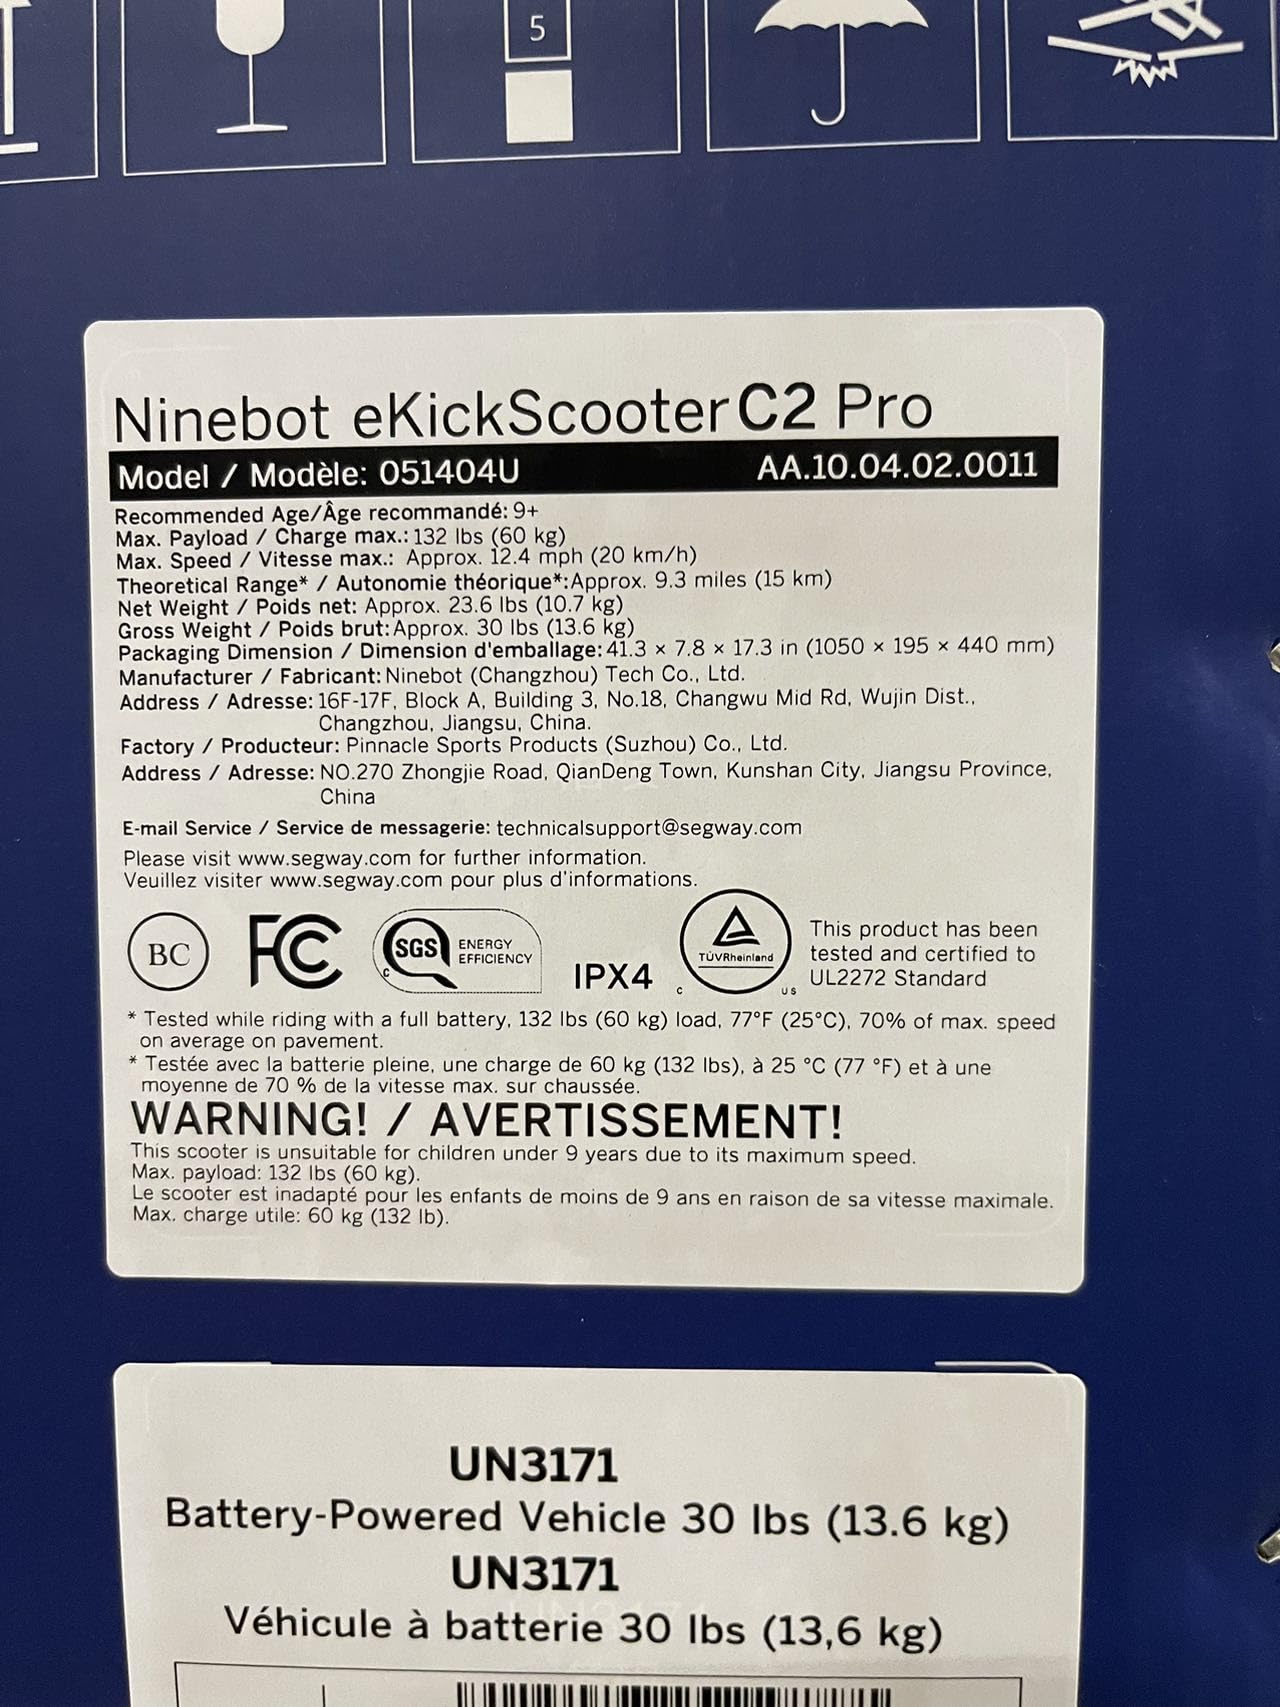 5
Ninebot eKickScooter C2 Pro
Model / Modèle: 051404U AA.10.04.02.0011
Recommended Age/Âge recommandé: 9+
Max. Payload / Charge max.: 132 lbs (60 kg)
Max. Speed / Vitesse max.: Approx. 12.4 mph (20 km/h)
Theoretical Range* / Autonomie théorique*:Approx. 9.3 miles (15 km)
Net Weight / Poids net: Approx. 23.6 lbs (10.7 kg)
Gross Weight / Poids brut:Approx. 30 lbs (13.6 kg)
Packaging Dimension / Dimension d'emballage: 41.3 × 7.8 × 17.3 in (1050 × 195 × 440 mm)
Manufacturer / Fabricant: Ninebot (Changzhou) Tech Co., Ltd.
Address / Adresse: 16F-17F, Block A, Building 3, No.18, Changwu Mid Rd, Wujin Dist.,
Changzhou, Jiangsu, China.
Factory / Producteur: Pinnacle Sports Products (Suzhou) Co., Ltd.
Address / Adresse: NO.270 Zhongjie Road, QianDeng Town, Kunshan City, Jiangsu Province,
China
E-mail Service / Service de messagerie: technicalsupport@segway.com
Please visit www.segway.com for further information.
Veuillez visiter www.segway.com pour plus d'informations.
BC FC C SGS ENERGY EFFICIENCY IPX4 C TÜVRheinland US
This product has been
tested and certified to
UL2272 Standard
* Tested while riding with a full battery, 132 lbs (60 kg) load, 77°F (25°C), 70% of max. speed
on average on pavement.
* Testée avec la batterie pleine, une charge de 60 kg (132 lbs), à 25 °C (77 °F) et à une
moyenne de 70 % de la vitesse max. sur chaussée.
WARNING! / AVERTISSEMENT!
This scooter is unsuitable for children under 9 years due to its maximum speed.
Max. payload: 132 lbs (60 kg).
Le scooter est inadapté pour les enfants de moins de 9 ans en raison de sa vitesse maximale.
Max. charge utile: 60 kg (132 lb).
UN3171
Battery-Powered Vehicle 30 lbs (13.6 kg)
UN3171
Véhicule à batterie 30 lbs (13,6 kg)